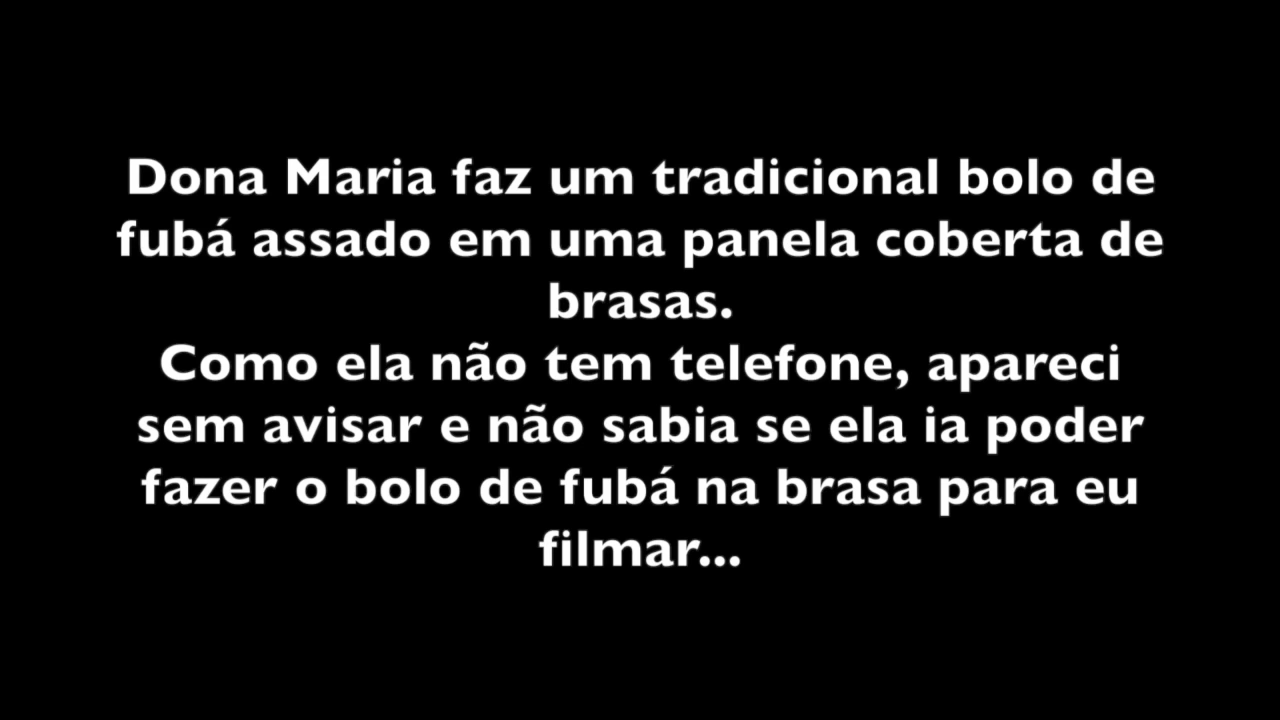 Dona Maria faz um tradicional bolo de
fubá assado em uma panela coberta de
brasas.
Como ela não tem telefone, apareci
sem avisar e não sabia se ela ia poder
fazer o bolo de fubá na brasa para eu
filmar...